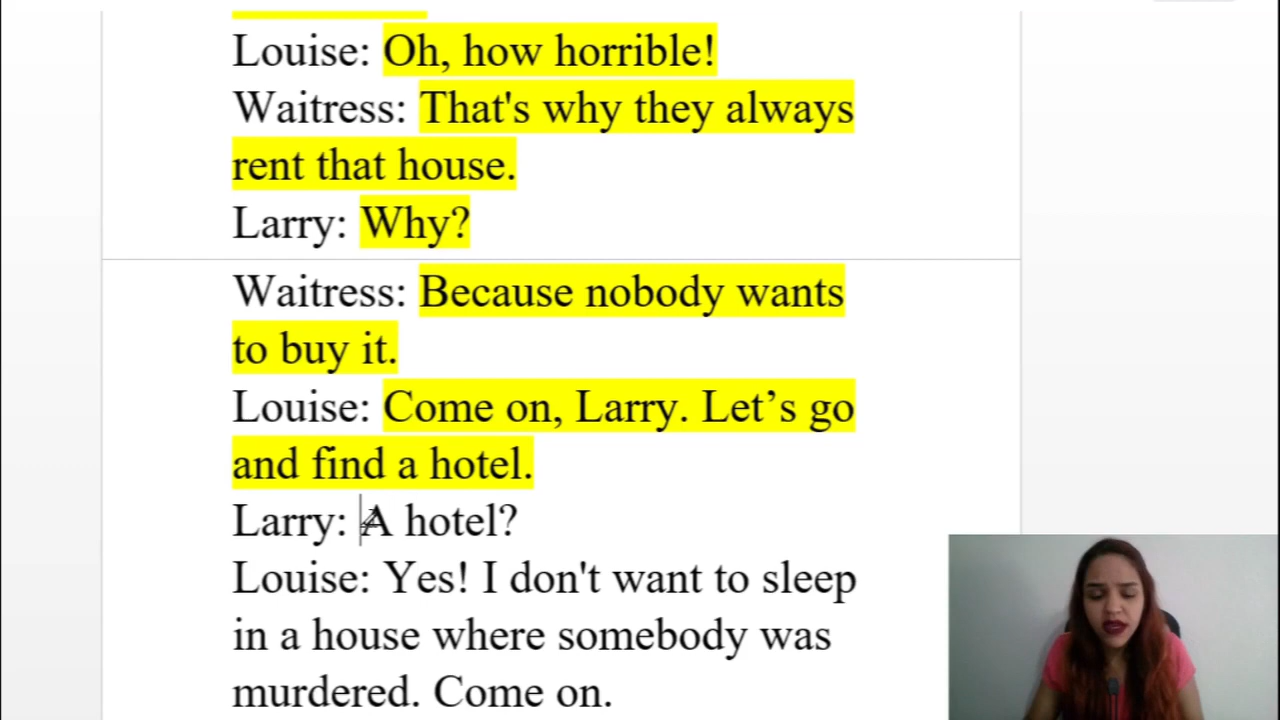 Louise: Oh, how horrible!
Waitress: That's why they always
rent that house.
Larry: Why?
Waitress: Because nobody wants
to buy it.
Louise: Come on, Larry. Let’s go
and find a hotel.
Larry: A hotel?
Louise: Yes! I don't want to sleep
in a house where somebody was
murdered. Come on.